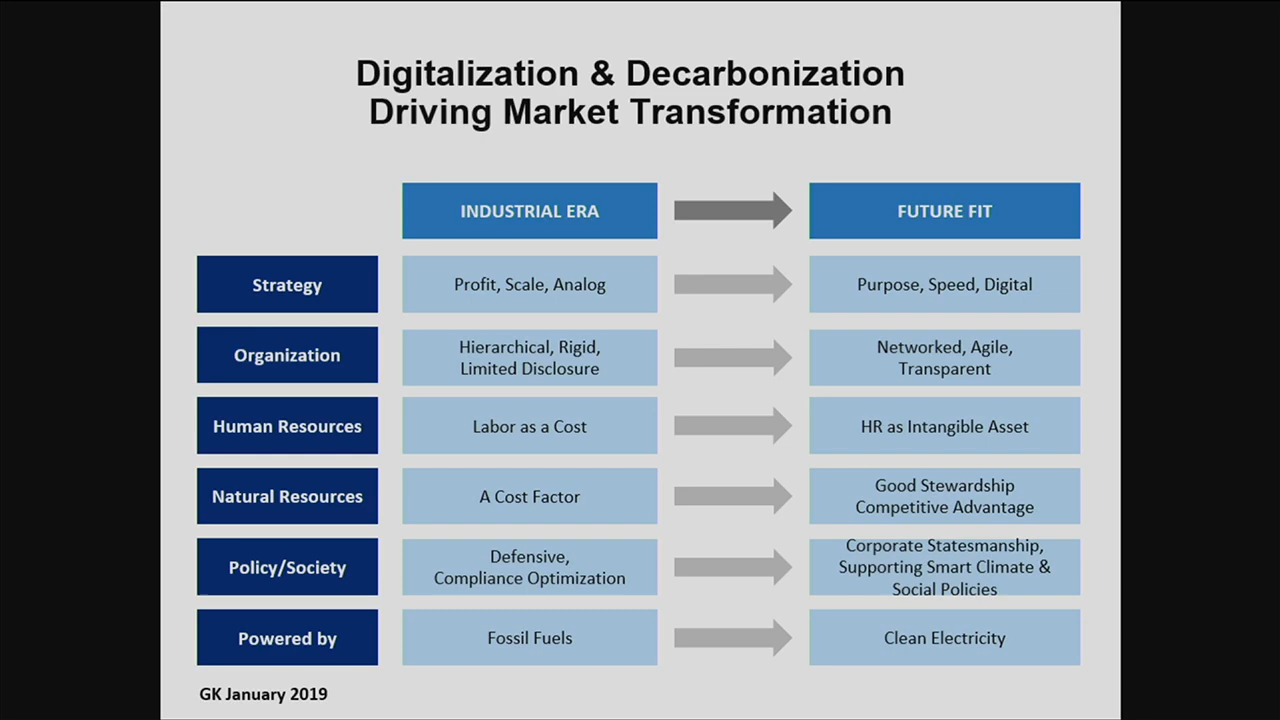 Digitalization & Decarbonization
Driving Market Transformation
INDUSTRIAL ERA
FUTURE FIT
Strategy
Profit, Scale, Analog
Purpose, Speed, Digital
Organization
Hierarchical, Rigid,
Limited Disclosure
Networked, Agile,
Transparent
Human Resources
Labor as a Cost
HR as Intangible Asset
Natural Resources
A Cost Factor
Good Stewardship
Competitive Advantage
Policy/Society
Defensive,
Compliance Optimization
Corporate Statesmanship,
Supporting Smart Climate &
Social Policies
Powered by
Fossil Fuels
Clean Electricity
GK January 2019